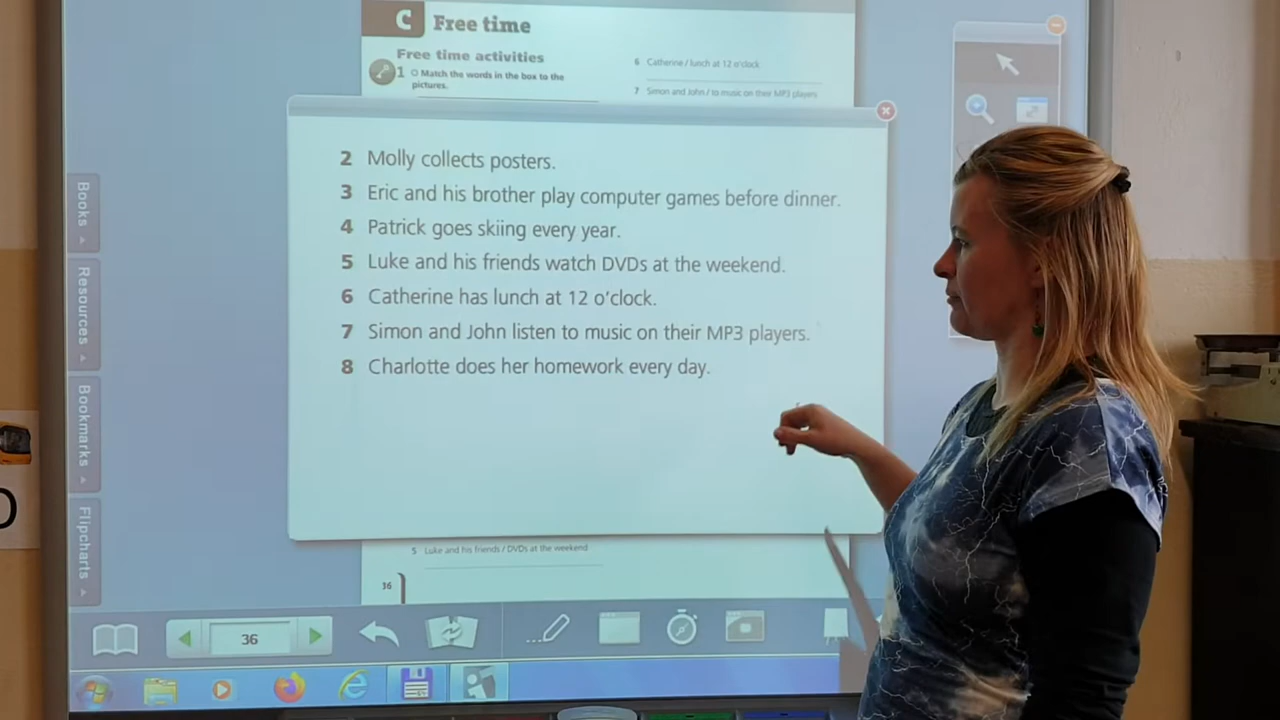 C Free time
Free time activities
1 Match the words in the box to the
pictures.
6 Catherine / lunch at 12 o'clock
7 Simon and John / to music on their MP3 players
2 Molly collects posters.
3 Eric and his brother play computer games before dinner.
4 Patrick goes skiing every year.
5 Luke and his friends watch DVDs at the weekend.
6 Catherine has lunch at 12 o'clock.
7 Simon and John listen to music on their MP3 players.
8 Charlotte does her homework every day.
5 Luke and his friends / DVDs at the weekend
36
Books
Resources
Bookmarks
Flipcharts
36